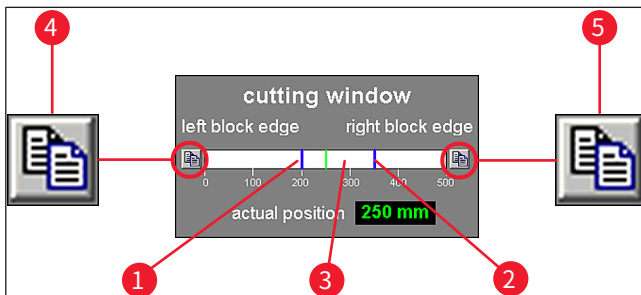 4
5
cutting window
left block edge right block edge
0 100 200 300 400 500
actual position 250 mm
1
3
2